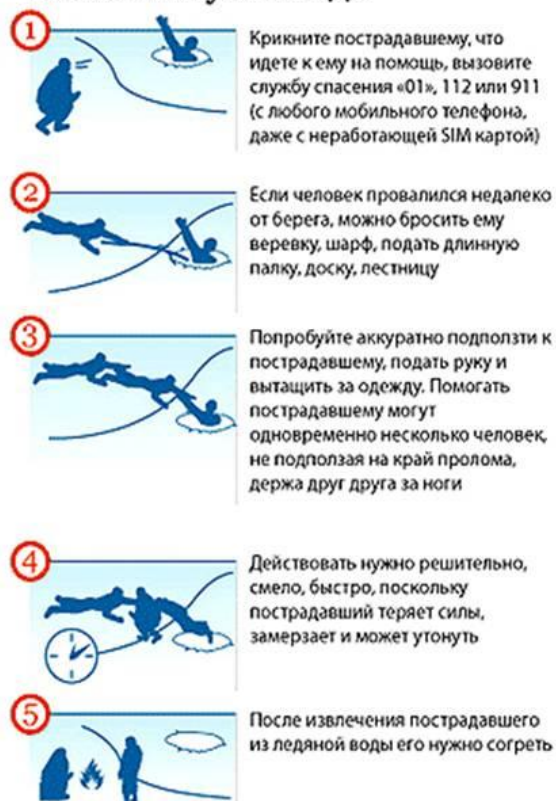 1
Крикните пострадавшему, что
идете к ему на помощь, вызовите
службу спасения «01», 112 или 911
(с любого мобильного телефона,
даже с неработающей SIM картой)
2
Если человек провалился недалеко
от берега, можно бросить ему
веревку, шарф, подать длинную
палку, доску, лестницу
3
Попробуйте аккуратно подползти к
пострадавшему, подать руку и
вытащить за одежду. Помогать
пострадавшему могут
одновременно несколько человек,
не подползая на край пролома,
держа друг друга за ноги
4
Действовать нужно решительно,
смело, быстро, поскольку
пострадавший теряет силы,
замерзает и может утонуть
5
После извлечения пострадавшего
из ледяной воды его нужно согреть